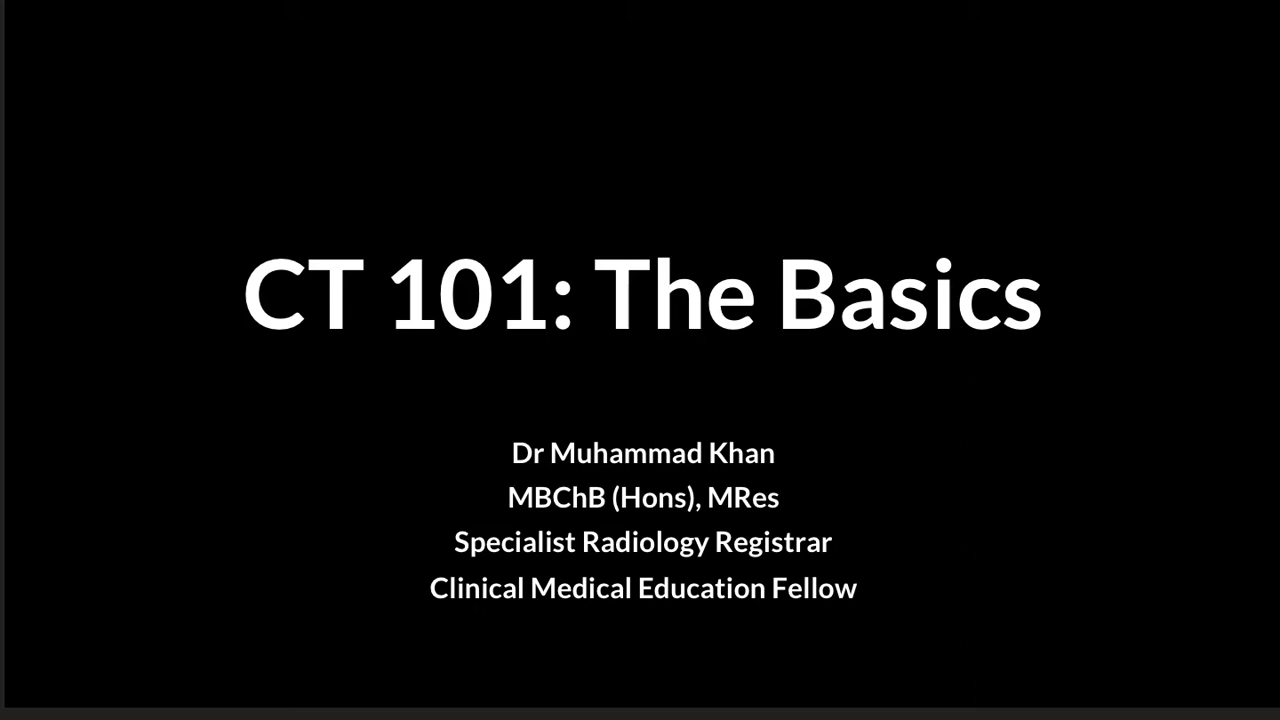 CT 101: The Basics
Dr Muhammad Khan
MBChB (Hons), MRes
Specialist Radiology Registrar
Clinical Medical Education Fellow